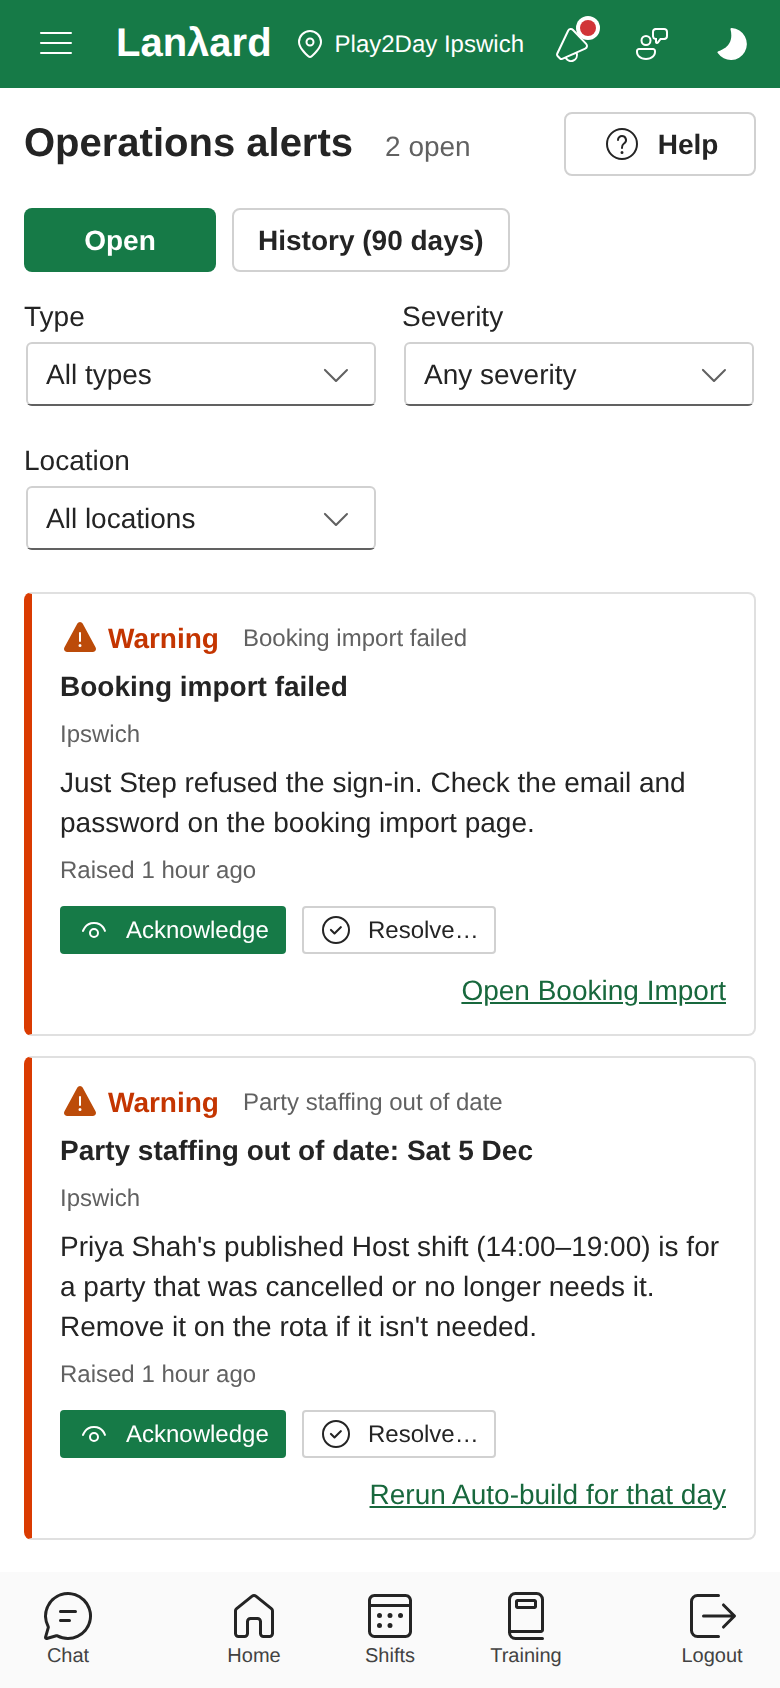 Lanλard
Play2Day Ipswich
Operations alerts
2 open
Help
Open
History (90 days)
Type
Severity
All types
Any severity
Location
All locations
Warning
Booking import failed
Booking import failed
Ipswich
Just Step refused the sign-in. Check the email and
password on the booking import page.
Raised 1 hour ago
Acknowledge
Resolve…
Open Booking Import
Warning
Party staffing out of date
Party staffing out of date: Sat 5 Dec
Ipswich
Priya Shah's published Host shift (14:00–19:00) is for
a party that was cancelled or no longer needs it.
Remove it on the rota if it isn't needed.
Raised 1 hour ago
Acknowledge
Resolve…
Rerun Auto-build for that day
Chat
Home
Shifts
Training
Logout